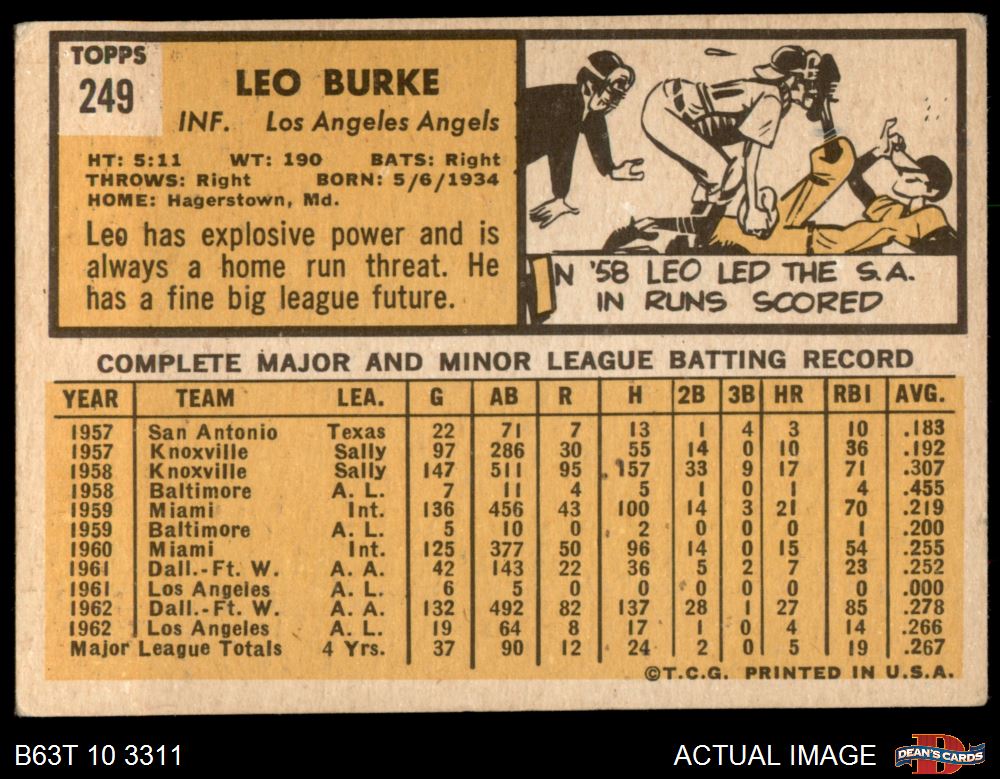 TOPPS
249
LEO BURKE
INF. Los Angeles Angels
HT: 5:11 WT: 190 BATS: Right
THROWS: Right BORN: 5/6/1934
HOME: Hagerstown, Md.
Leo has explosive power and is
always a home run threat. He
has a fine big league future.
IN '58 LEO LED THE S.A.
IN RUNS SCORED
COMPLETE MAJOR AND MINOR LEAGUE BATTING RECORD
YEAR TEAM LEA. G AB R H 2B 3B HR RBI AVG.
1957 San Antonio Texas 22 71 7 13 1 4 3 10 .183
1957 Knoxville Sally 97 286 30 55 14 0 10 36 .192
1958 Knoxville Sally 147 511 95 157 33 9 17 71 .307
1958 Baltimore A. L. 7 11 4 5 1 0 1 4 .455
1959 Miami Int. 136 456 43 100 14 3 21 70 .219
1959 Baltimore A. L. 5 10 0 2 0 0 0 1 .200
1960 Miami Int. 125 377 50 96 14 0 15 54 .255
1961 Dall.-Ft. W. A. A. 42 143 22 36 5 2 7 23 .252
1961 Los Angeles A. L. 6 5 0 0 0 0 0 0 .000
1962 Dall.-Ft. W. A. A. 132 492 82 137 28 1 27 85 .278
1962 Los Angeles A. L. 19 64 8 17 1 0 4 14 .266
Major League Totals 4 Yrs. 37 90 12 24 2 0 5 19 .267
©T.C.G. PRINTED IN U.S.A.
B63T 10 3311 ACTUAL IMAGE D DEAN'S CARDS